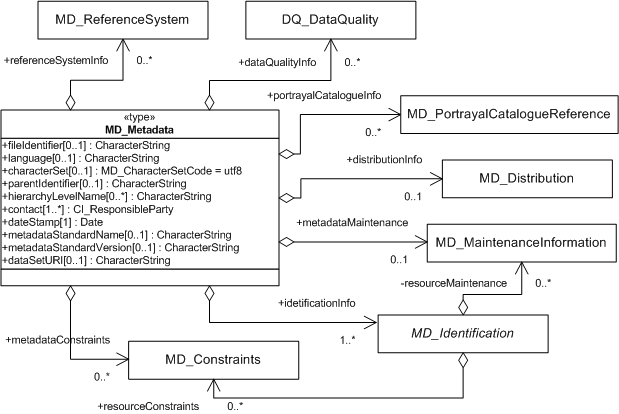 MD_ReferenceSystem
DQ_DataQuality
+referenceSystemInfo
0..*
+dataQualityInfo
0..*
+portrayalCatalogueInfo
MD_PortrayalCatalogueReference
0..*
«type»
MD_Metadata
+fileIdentifier[0..1] : CharacterString
+language[0..1] : CharacterString
+characterSet[0..1] : MD_CharacterSetCode = utf8
+parentIdentifier[0..1] : CharacterString
+hierarchyLevelName[0..*] : CharacterString
+contact[1..*] : CI_ResponsibleParty
+dateStamp[1] : Date
+metadataStandardName[0..1] : CharacterString
+metadataStandardVersion[0..1] : CharacterString
+dataSetURI[0..1] : CharacterString
+distributionInfo
MD_Distribution
0..1
+metadataMaintenance
MD_MaintenanceInformation
0..1
-resourceMaintenance
0..*
+idetificationInfo
MD_Identification
1..*
+metadataConstraints
MD_Constraints
0..*
+resourceConstraints
0..*